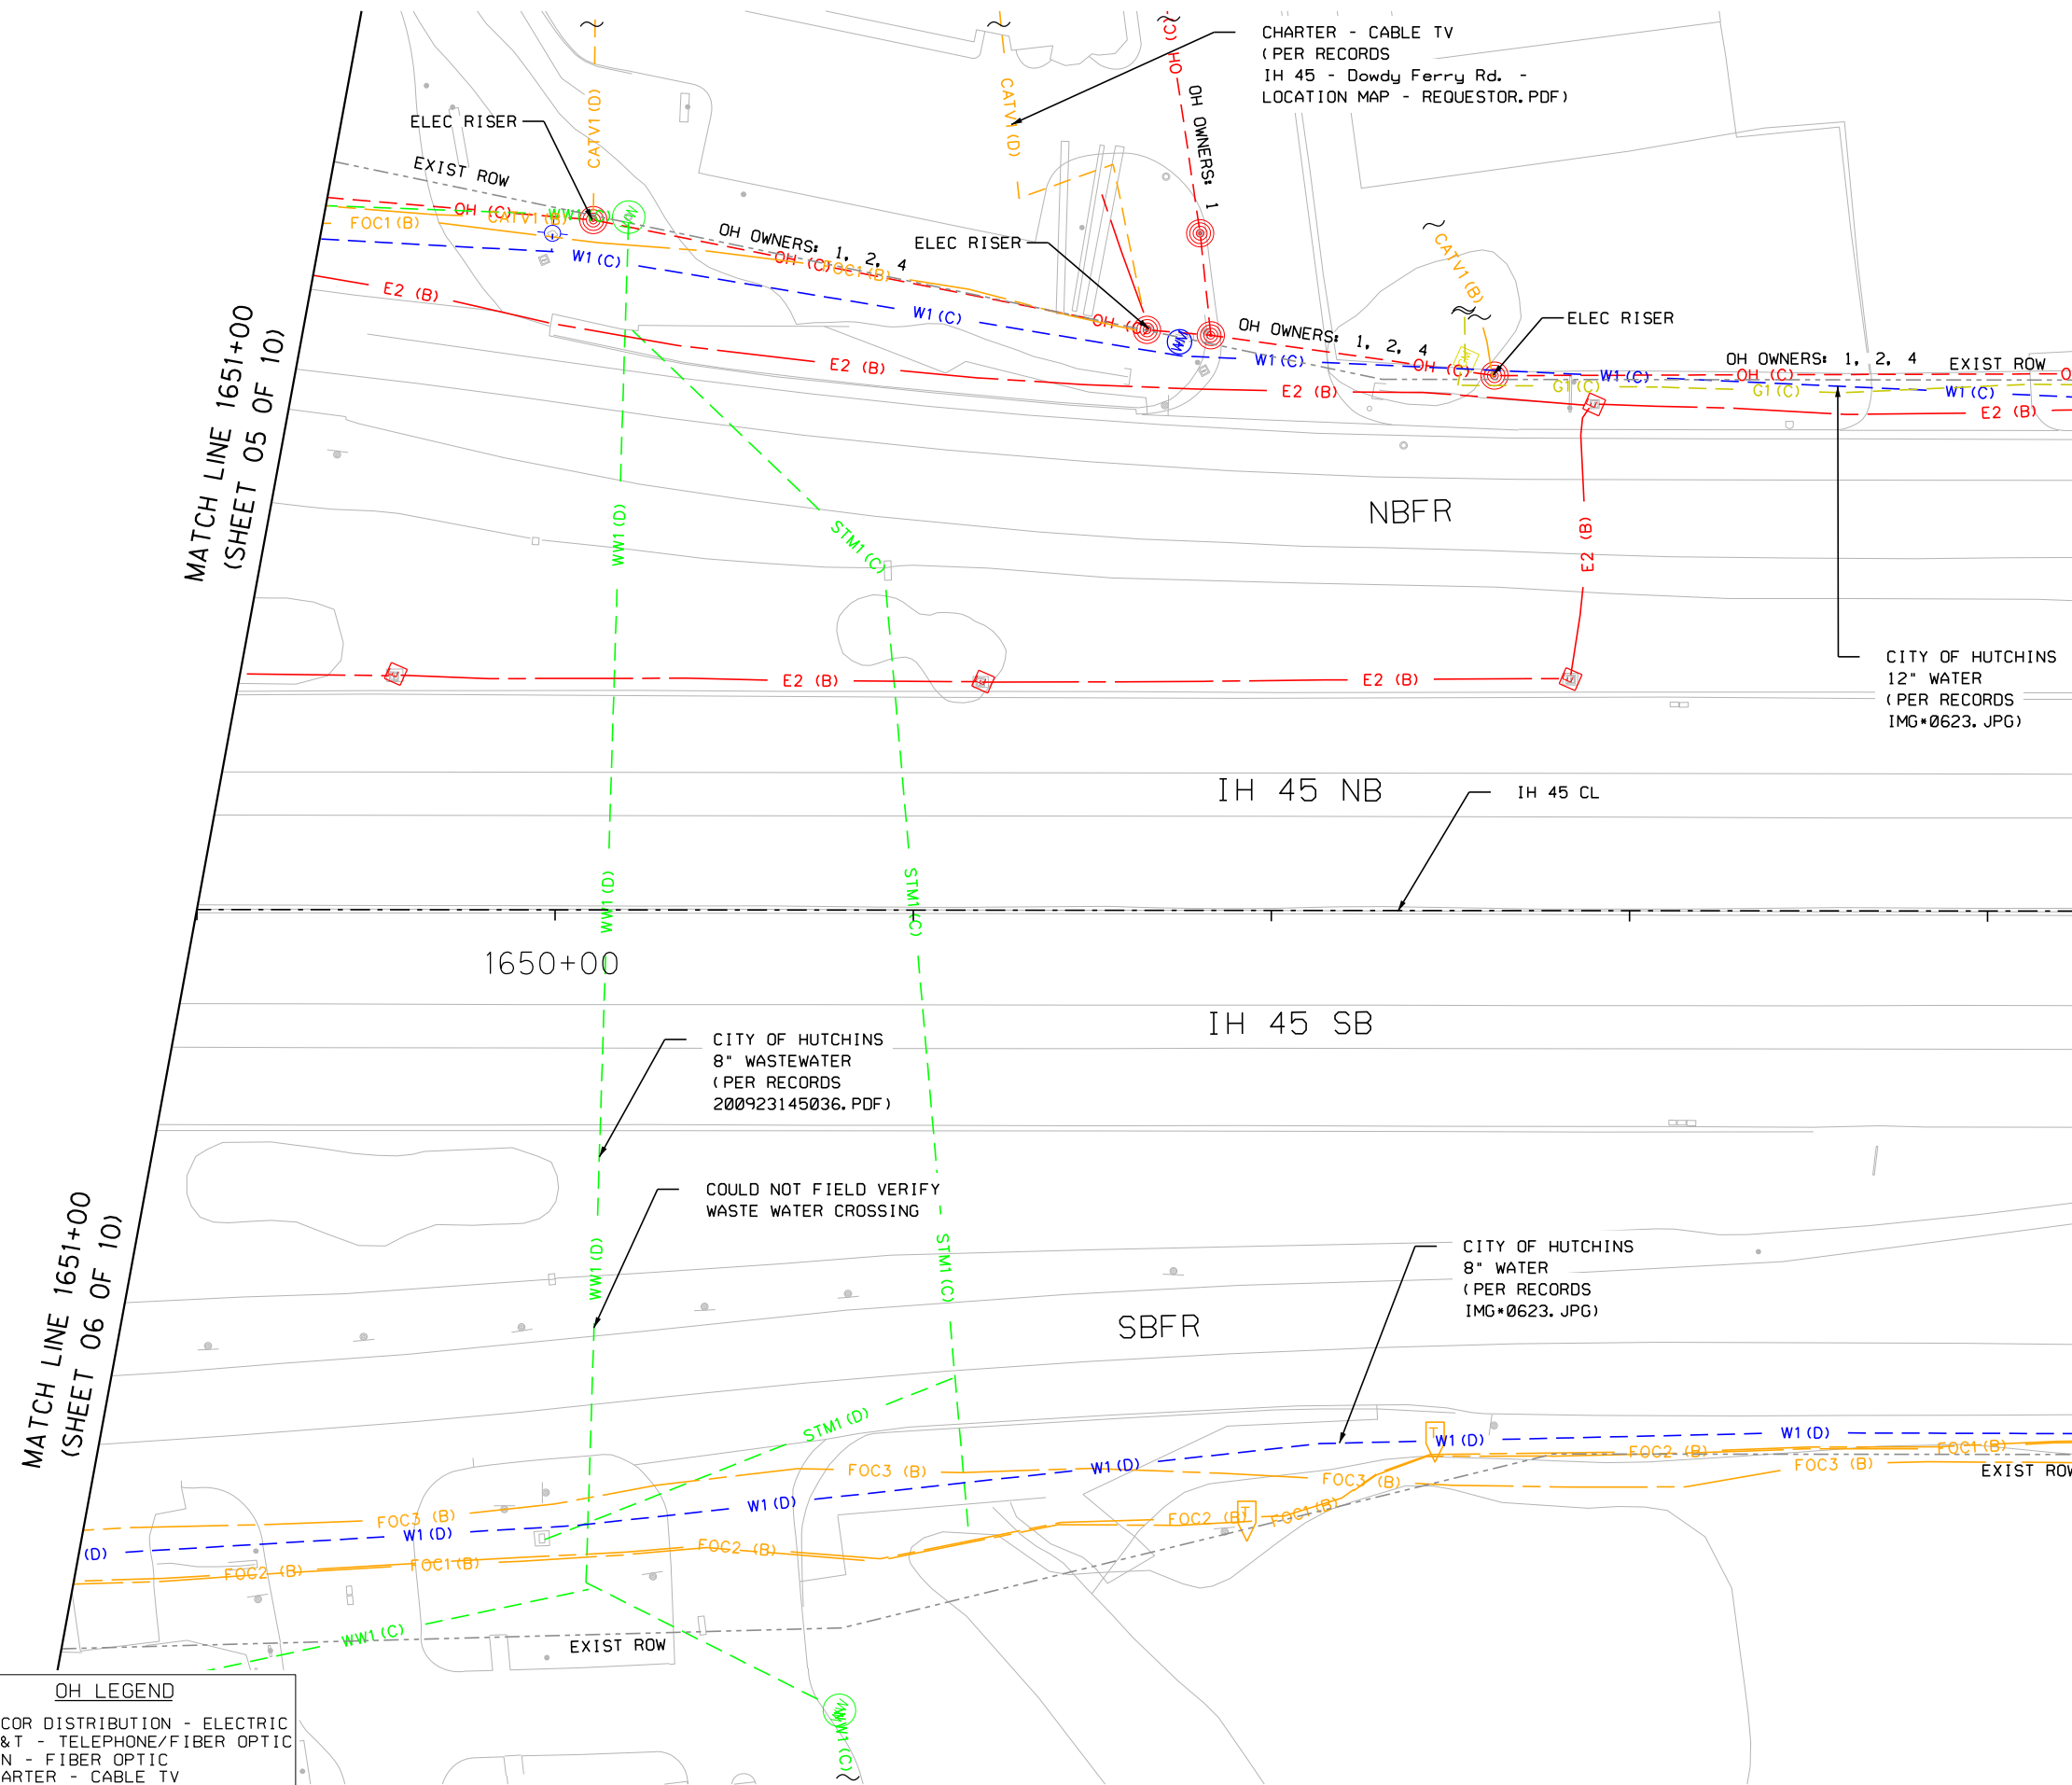 CHARTER - CABLE TV
(PER RECORDS
IH 45 - Dowdy Ferry Rd. -
LOCATION MAP - REQUESTOR.PDF)
OH (C)
CATV1 (D)
CATV1 (D)
OH OWNERS: 1
ELEC RISER
EXIST ROW
OH (C)
CATV1 (B)
WW1
FOC1 (B)
OH OWNERS: 1, 2, 4
ELEC RISER
W1 (C)
OH (C)
FOC1 (B)
CATV1 (B)
E2 (B)
W1 (C)
OH (C)
WM
OH OWNERS: 1, 2, 4
ELEC RISER
W1 (C)
OH (C)
E2 (B)
E2 (B)
W1 (C)
G1 (C)
OH OWNERS: 1, 2, 4
EXIST ROW
OH (C)
G1 (C)
W1 (C)
E2 (B)
MATCH LINE 1651+00
(SHEET 05 OF 10)
WW1 (D)
STM1 (C)
NBFR
E2 (B)
E2 (B)
E2 (B)
CITY OF HUTCHINS
12" WATER
(PER RECORDS
IMG*0623.JPG)
IH 45 NB
IH 45 CL
WW1 (D)
STM1 (C)
1650+00
IH 45 SB
CITY OF HUTCHINS
8" WASTEWATER
(PER RECORDS
200923145036.PDF)
COULD NOT FIELD VERIFY
WASTE WATER CROSSING
WW1 (D)
STM1 (C)
CITY OF HUTCHINS
8" WATER
(PER RECORDS
IMG*0623.JPG)
SBFR
MATCH LINE 1651+00
(SHEET 06 OF 10)
STM1 (D)
T
W1 (D)
W1 (D)
FOC2 (B)
FOC1 (B)
FOC3 (B)
EXIST ROW
FOC3 (B)
W1 (D)
FOC3 (B)
W1 (D)
T
FOC2 (B)
FOC1 (B)
FOC3 (B)
W1 (D)
(D)
FOC2 (B)
FOC1 (B)
FOC2 (B)
WW1 (C)
EXIST ROW
WW1 (C)
OH LEGEND
COR DISTRIBUTION - ELECTRIC
&T - TELEPHONE/FIBER OPTIC
N - FIBER OPTIC
ARTER - CABLE TV